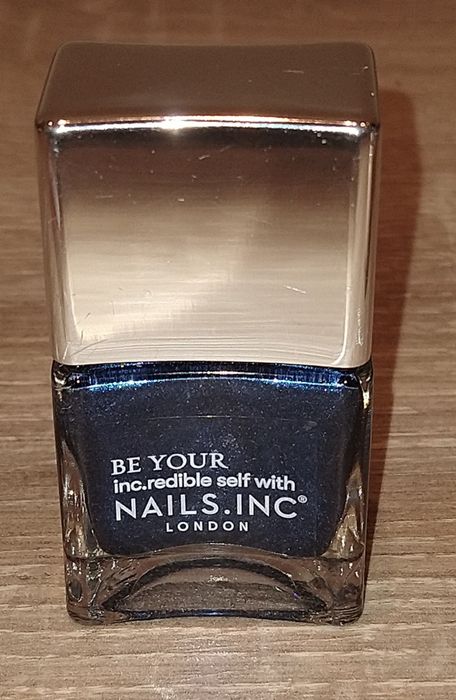 BE YOUR
inc.redible self with
NAILS.INC®
LONDON